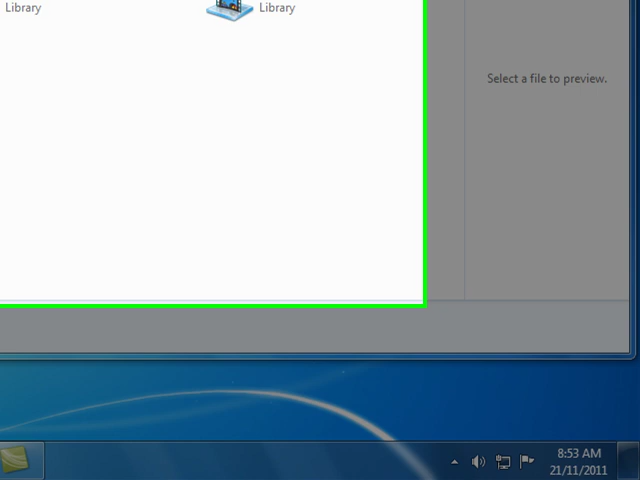 Library
Library
Select a file to preview.
8:53 AM
21/11/2011